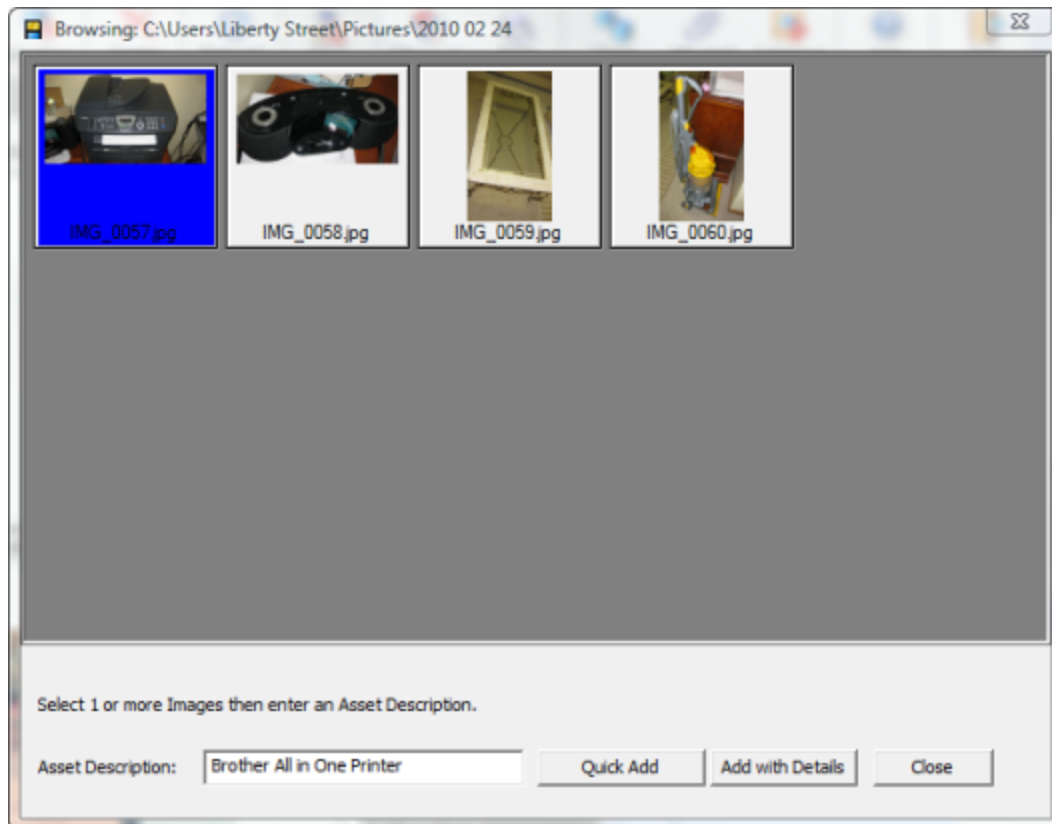 Browsing: C:\Users\Liberty Street\Pictures\2010 02 24
IMG_0057.jpg
IMG_0058.jpg
IMG_0059.jpg
IMG_0060.jpg
Select 1 or more Images then enter an Asset Description.
Asset Description: Brother All in One Printer Quick Add Add with Details Close